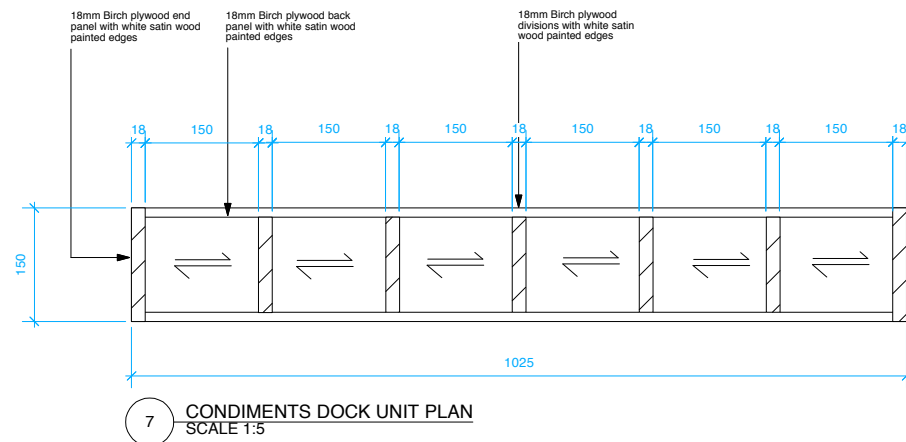 18mm Birch plywood end
panel with white satin wood
painted edges
18mm Birch plywood back
panel with white satin wood
painted edges
18mm Birch plywood
divisions with white satin
wood painted edges
18 150 18 150 18 150 18 150 18 150 18 150 18
150
1025
7 CONDIMENTS DOCK UNIT PLAN
SCALE 1:5